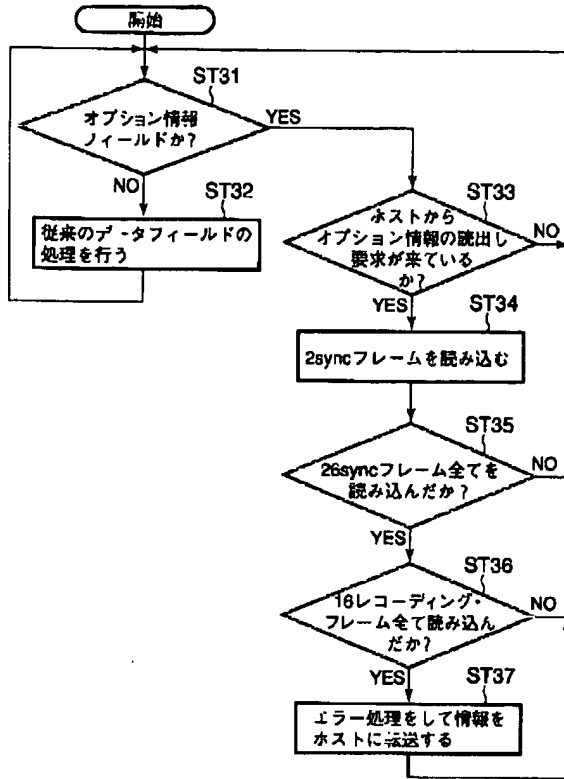 開始
ST31
オプション情報
フィールドか?
YES
NO
ST32
従来のデータフィールドの
処理を行う
ST33
ホストから
オプション情報の読出し
要求が来ている
か?
NO
YES
ST34
2syncフレームを読み込む
ST35
26syncフレーム全てを
読み込んだか?
NO
YES
ST36
16レコーディング・
フレーム全て読み込ん
だか?
NO
YES
ST37
エラー処理をして情報を
ホストに転送する